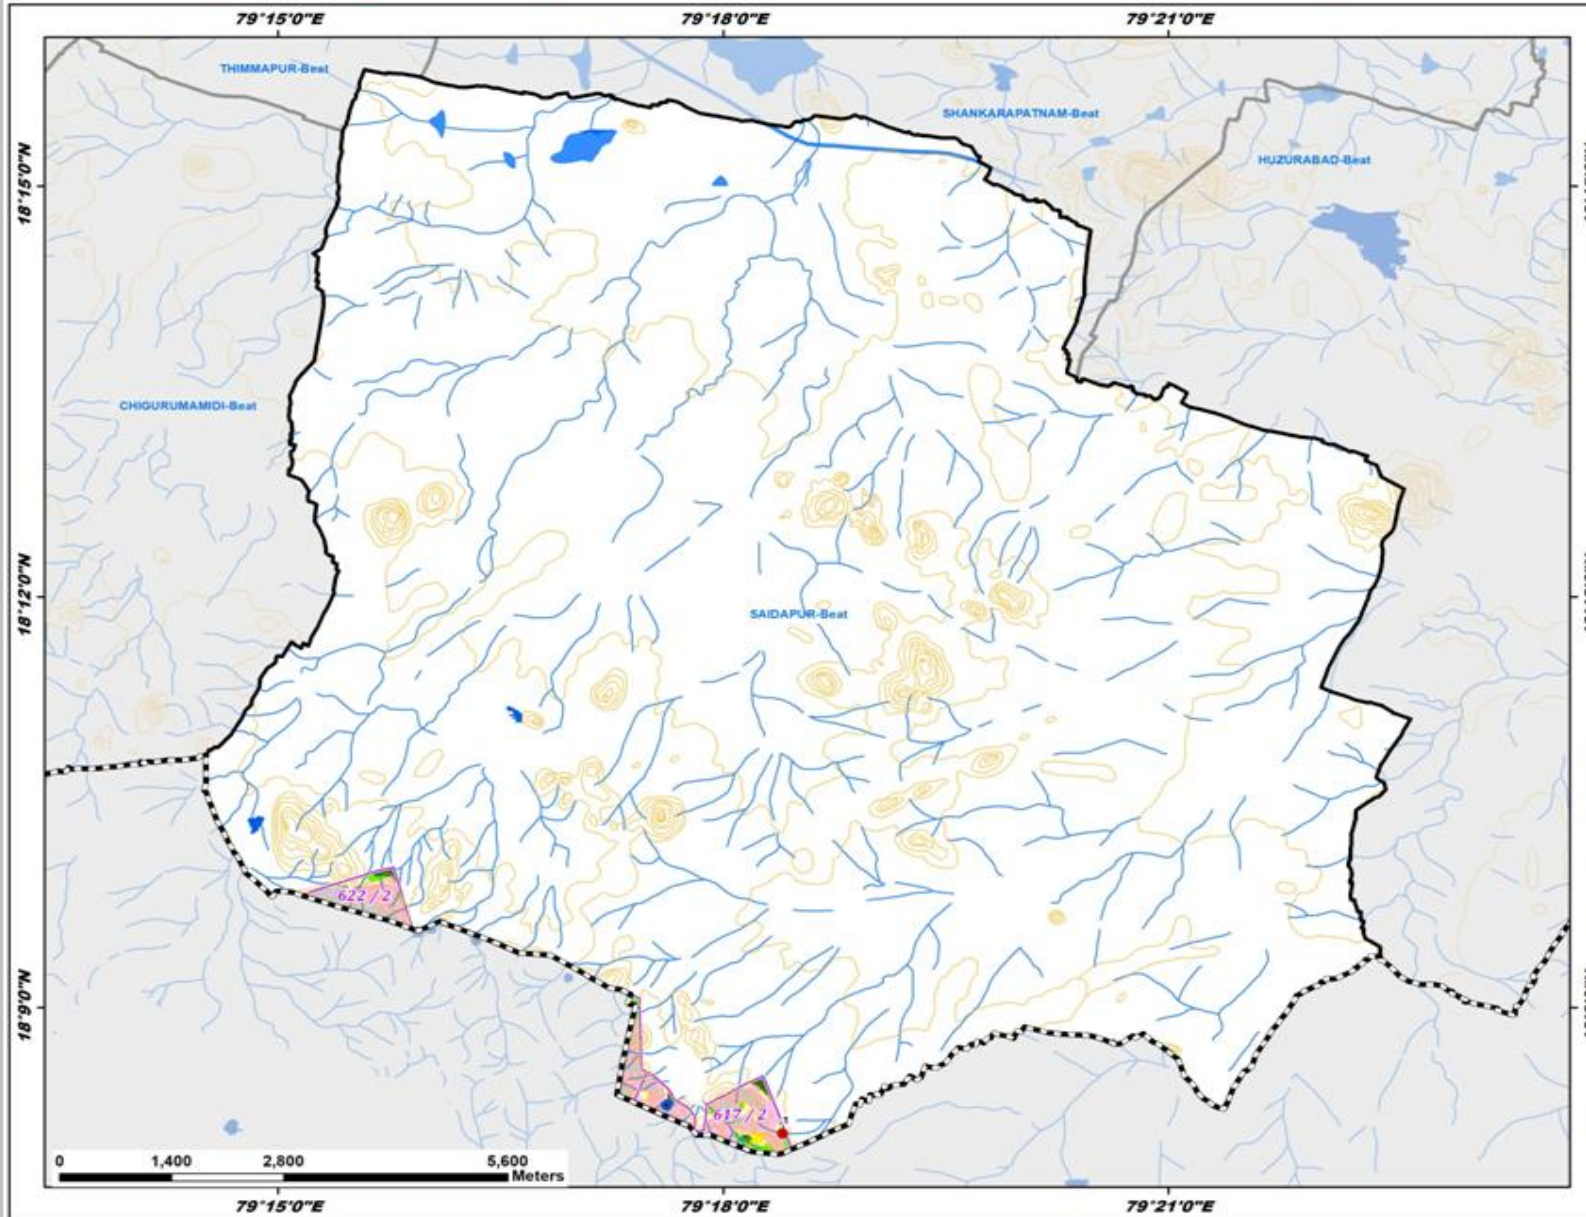 79°15'0"E
79°18'0"E
79°21'0"E
THIMMAPUR-Beat
SHANKARAPATNAM-Beat
HUZURABAD-Beat
18°15'0"N
CHIGURUMAMIDI-Beat
18°12'0"N
SAIDAPUR-Beat
622 / 2
18°9'0"N
617 / 2
0 1,400 2,800 5,600
Meters
79°15'0"E
79°18'0"E
79°21'0"E